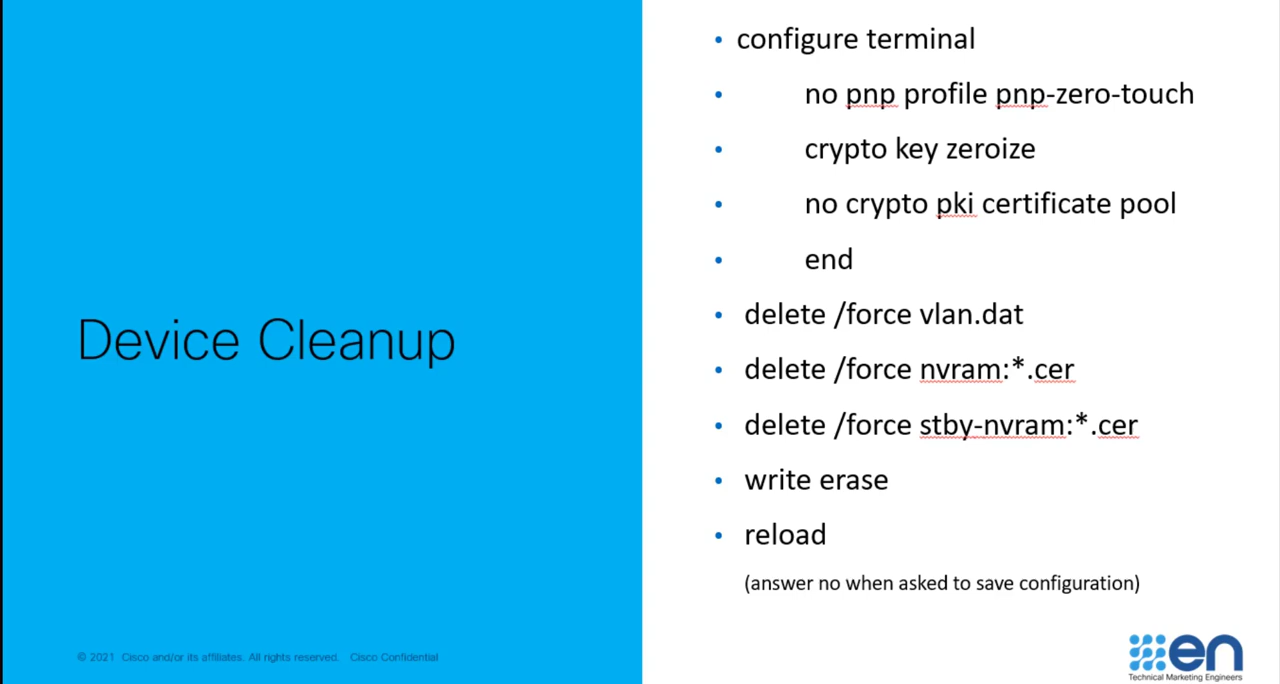 Device Cleanup
• configure terminal
• no pnp profile pnp-zero-touch
• crypto key zeroize
• no crypto pki certificate pool
• end
• delete /force vlan.dat
• delete /force nvram:*.cer
• delete /force stby-nvram:*.cer
• write erase
• reload
(answer no when asked to save configuration)
© 2021 Cisco and/or its affiliates. All rights reserved. Cisco Confidential
en
Technical Marketing Engineers